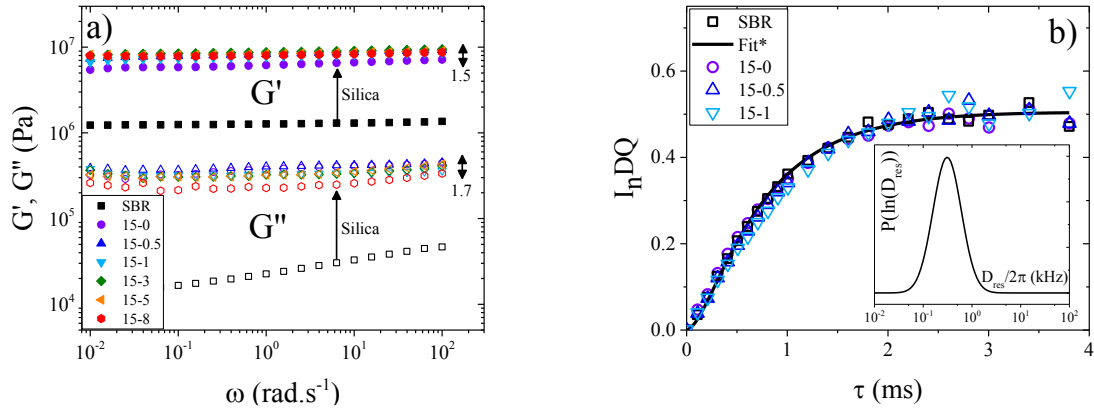 a)
G', G" (Pa)
10^7
10^6
10^5
10^4
G'
Silica
1.5
G"
Silica
1.7
SBR
15-0
15-0.5
15-1
15-3
15-5
15-8
10^-2 10^-1 10^0 10^1 10^2
ω (rad.s^-1)
b)
I_nDQ
0.6
0.4
0.2
0.0
SBR
Fit*
15-0
15-0.5
15-1
P(ln(D_res))
D_res/2π (kHz)
10^-2 10^-1 10^0 10^1 10^2
0 1 2 3 4
τ (ms)